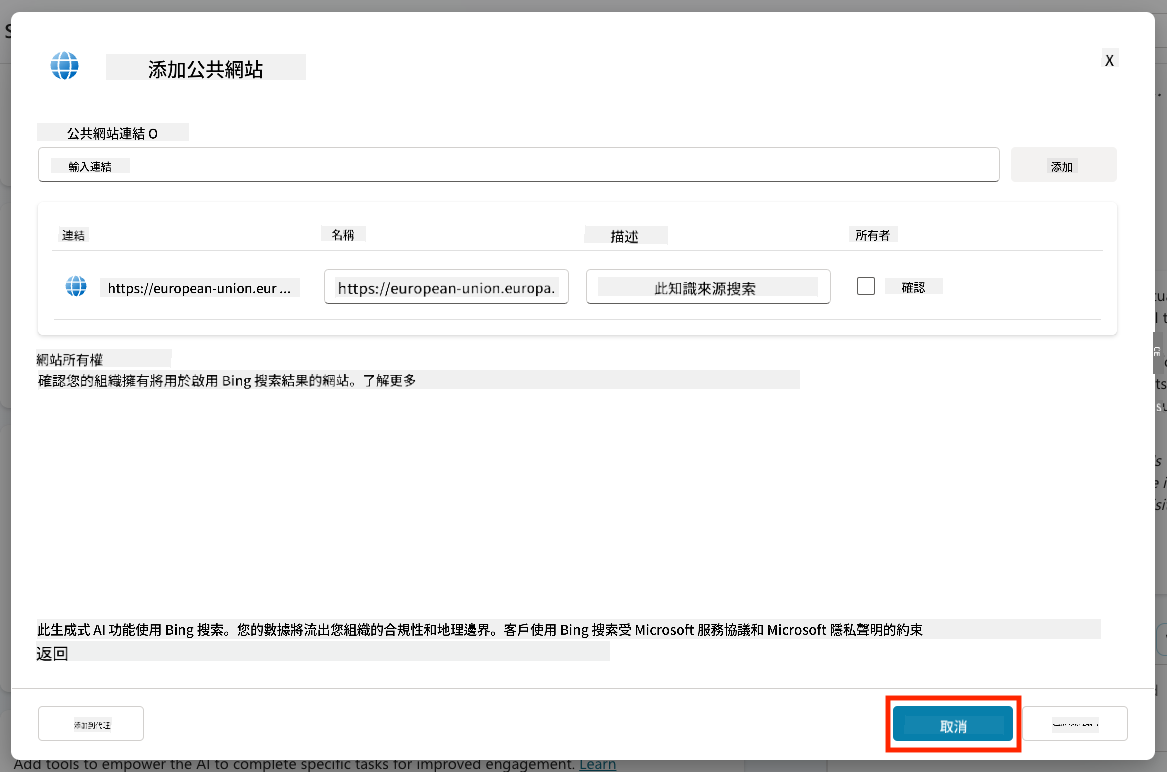 添加公共網站
X
公共網站連結 O
輸入連結
添加
連結 名稱 描述 所有者
https://european-union.eur ... https://european-union.europa. 此知識來源搜索 確認
網站所有權
確認您的組織擁有將用於啟用 Bing 搜索結果的網站。了解更多
此生成式 AI 功能使用 Bing 搜索。您的數據將流出您組織的合規性和地理邊界。客戶使用 Bing 搜索受 Microsoft 服務協議和 Microsoft 隱私聲明的約束
返回
添加到代理 取消
Add tools to empower the AI to complete specific tasks for improved engagement. Learn